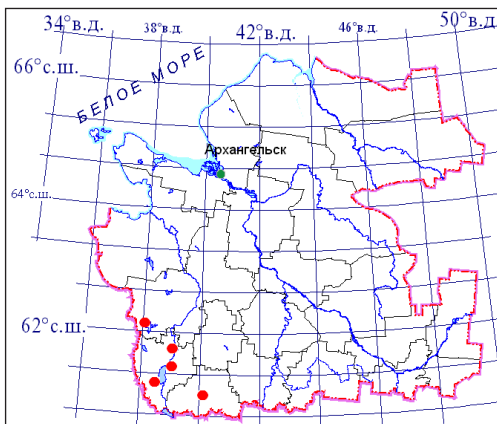 34°в.д.
38°в.д.
42°в.д.
46°в.д.
50°в.д.
66°с.ш.
БЕЛОЕ МОРЕ
Архангельск
64°с.ш.
62°с.ш.